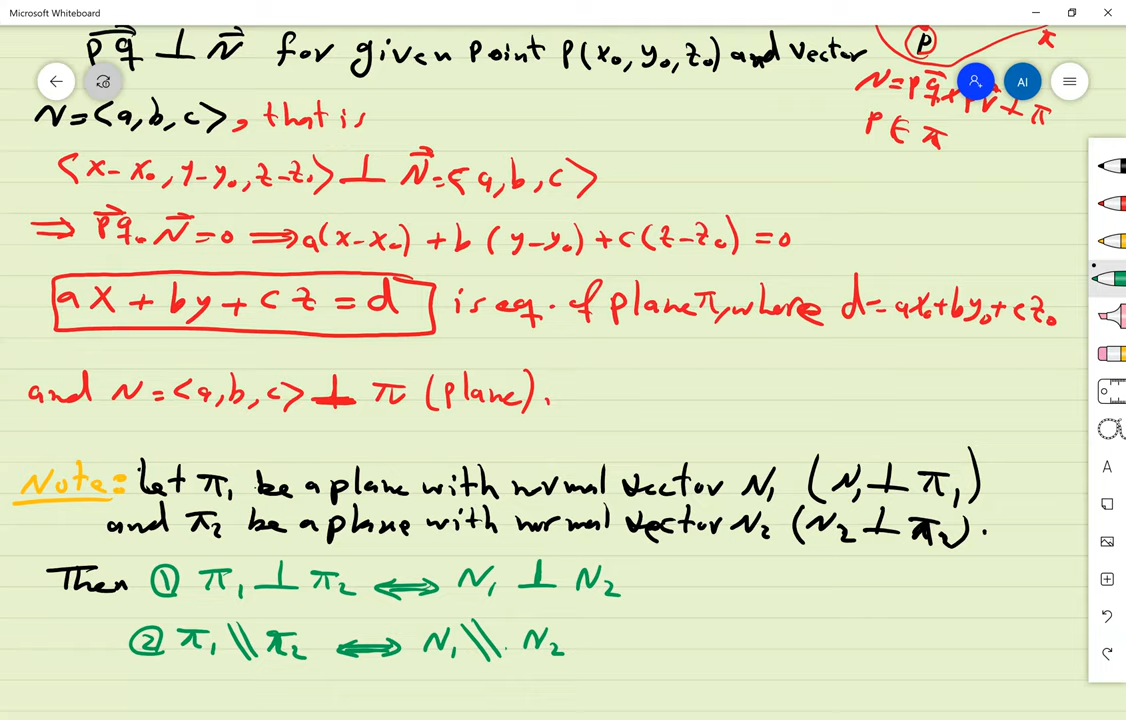 Microsoft Whiteboard
pq ⊥ N for given point P(x₀, y₀, z₀) and vector
N = <a, b, c>, that is
<x-x₀, y-y₀, z-z₀> ⊥ N = <a, b, c>
⇒ pq . N = 0 ⇒ a(x-x₀) + b (y-y₀) + c(z-z₀) = 0
ax + by + cz = d is eq. of plane π, where d = ax₀ + by₀ + cz₀
and N = <a, b, c> ⊥ π (plane).
Note: Let π₁ be a plane with normal vector N₁ (N₁ ⊥ π₁)
and π₂ be a plane with normal vector N₂ (N₂ ⊥ π₂).
Then ① π₁ ⊥ π₂ ⟺ N₁ ⊥ N₂
② π₁ \\ π₂ ⟺ N₁ \\ N₂
P
π
P ∈ π
AI
A